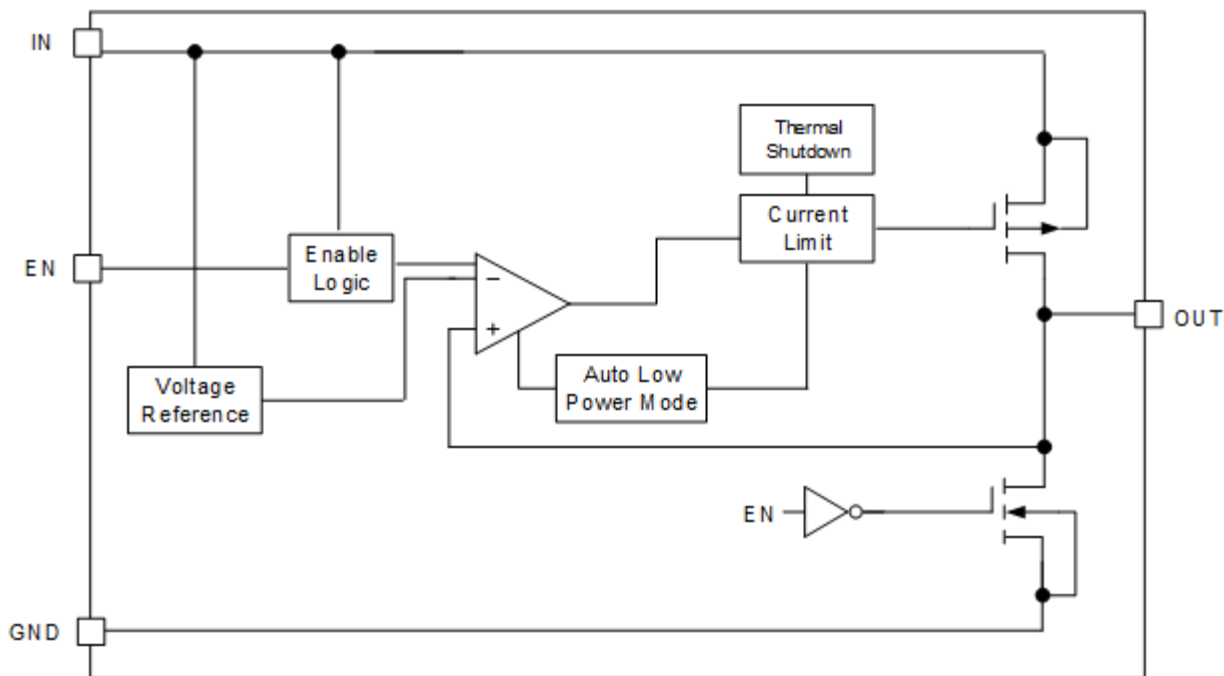 IN
Thermal
Shutdown
Current
Limit
Enable
Logic
EN
−
+
OUT
Auto Low
Power Mode
Voltage
Reference
EN
GND